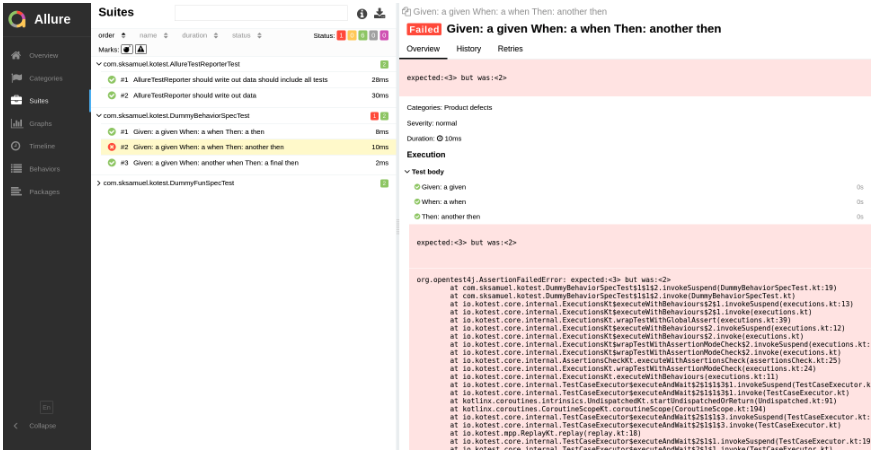 Allure
Overview
Categories
Suites
Graphs
Timeline
Behaviors
Packages
En
Collapse
Suites
order name duration status Status: 1 0 6 0 0
Marks:
com.sksamuel.kotest.AllureTestReporterTest 2
#1 AllureTestReporter should write out data should include all tests 28ms
#2 AllureTestReporter should write out data 30ms
com.sksamuel.kotest.DummyBehaviorSpecTest 1 2
#1 Given: a given When: a when Then: a then 8ms
#2 Given: a given When: a when Then: another then 10ms
#3 Given: a given When: another when Then: a final then 2ms
com.sksamuel.kotest.DummyFunSpecTest 2
Given: a given When: a when Then: another then
Failed Given: a given When: a when Then: another then
Overview History Retries
expected:<3> but was:<2>
Categories: Product defects
Severity: normal
Duration: 10ms
Execution
Test body
Given: a given 0s
When: a when 0s
Then: another then 0s
expected:<3> but was:<2>
org.opentest4j.AssertionFailedError: expected:<3> but was:<2>
at com.sksamuel.kotest.DummyBehaviorSpecTest$1$1$2.invokeSuspend(DummyBehaviorSpecTest.kt:19)
at com.sksamuel.kotest.DummyBehaviorSpecTest$1$1$2.invoke(DummyBehaviorSpecTest.kt)
at io.kotest.core.internal.ExecutionsKt$executeWithBehaviours$2$1.invokeSuspend(executions.kt:13)
at io.kotest.core.internal.ExecutionsKt$executeWithBehaviours$2$1.invoke(executions.kt)
at io.kotest.core.internal.ExecutionsKt.wrapTestWithGlobalAssert(executions.kt:39)
at io.kotest.core.internal.ExecutionsKt$executeWithBehaviours$2.invokeSuspend(executions.kt:12)
at io.kotest.core.internal.ExecutionsKt$executeWithBehaviours$2.invoke(executions.kt)
at io.kotest.core.internal.ExecutionsKt$wrapTestWithAssertionModeCheck$2.invokeSuspend(executions.kt:
at io.kotest.core.internal.ExecutionsKt$wrapTestWithAssertionModeCheck$2.invoke(executions.kt)
at io.kotest.core.internal.AssertionsCheckKt.executeWithAssertionsCheck(assertionscheck.kt:25)
at io.kotest.core.internal.ExecutionsKt.wrapTestWithAssertionModeCheck(executions.kt:24)
at io.kotest.core.internal.ExecutionsKt.executeWithBehaviours(executions.kt:11)
at io.kotest.core.internal.TestCaseExecutor$executeAndWait$2$1$1$3$1.invokeSuspend(TestCaseExecutor.k
at io.kotest.core.internal.TestCaseExecutor$executeAndWait$2$1$1$3$1.invoke(TestCaseExecutor.kt)
at kotlinx.coroutines.intrinsics.UndispatchedKt.startUndispatchedOrReturn(Undispatched.kt:91)
at kotlinx.coroutines.CoroutineScopeKt.coroutineScope(CoroutineScope.kt:194)
at io.kotest.core.internal.TestCaseExecutor$executeAndWait$2$1$1$3.invokeSuspend(TestCaseExecutor.kt:
at io.kotest.core.internal.TestCaseExecutor$executeAndWait$2$1$1$3.invoke(TestCaseExecutor.kt)
at io.kotest.mpp.ReplayKt.replay(replay.kt:18)
at io.kotest.core.internal.TestCaseExecutor$executeAndWait$2$1$1.invokeSuspend(TestCaseExecutor.kt:19
at io.kotest.core.internal.TestCaseExecutor$executeAndWait$2$1$1.invoke(TestCaseExecutor.kt)